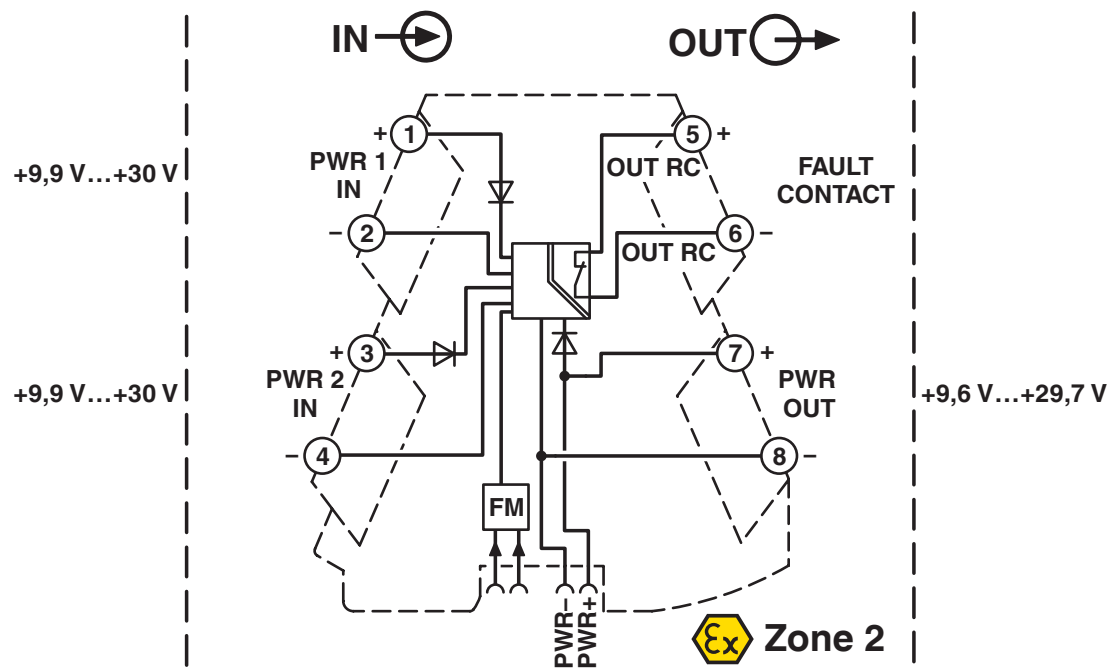 IN
OUT
+ 1
5 +
PWR 1
IN
OUT RC
FAULT
CONTACT
+9,9 V…+30 V
– 2
6 –
OUT RC
+ 3
7 +
PWR 2
IN
PWR
OUT
+9,9 V…+30 V
+9,6 V…+29,7 V
– 4
8 –
FM
PWR–
PWR+
Ex Zone 2